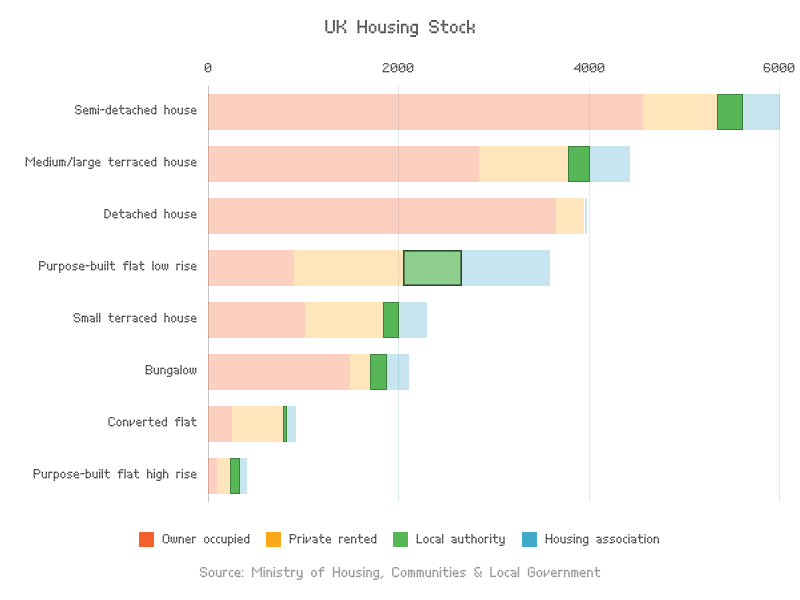 UK Housing Stock
0 2000 4000 6000
Semi-detached house
Medium/large terraced house
Detached house
Purpose-built flat low rise
Small terraced house
Bungalow
Converted flat
Purpose-built flat high rise
Owner occupied Private rented Local authority Housing association
Source: Ministry of Housing, Communities & Local Government